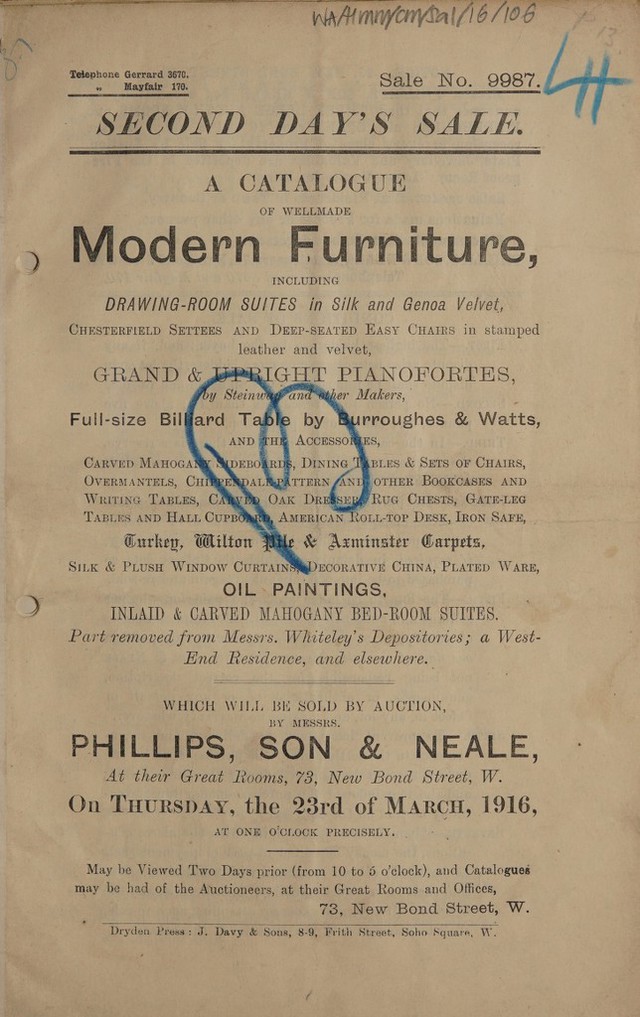 WA/Hmm/cm/Sal/16/106
Telephone Gerrard 3670.
„ Mayfair 170.
Sale No. 9987.
SECOND DAY'S SALE.
A CATALOGUE
OF WELLMADE
Modern Furniture,
INCLUDING
DRAWING-ROOM SUITES in Silk and Genoa Velvet,
CHESTERFIELD SETTEES AND DEEP-SEATED EASY CHAIRS in stamped
leather and velvet,
GRAND & UPRIGHT PIANOFORTES,
by Steinway and other Makers,
Full-size Billiard Table by Burroughes & Watts,
AND THE ACCESSORIES,
CARVED MAHOGANY SIDEBOARDS, DINING TABLES & SETS OF CHAIRS,
OVERMANTELS, CHIPPENDALE-PATTERN AND OTHER BOOKCASES AND
WRITING TABLES, CARVED OAK DRESSER, RUG CHESTS, GATE-LEG
TABLES AND HALL CUPBOARD, AMERICAN ROLL-TOP DESK, IRON SAFE,
Turkey, Wilton Pile & Axminster Carpets,
SILK & PLUSH WINDOW CURTAINS, DECORATIVE CHINA, PLATED WARE,
OIL PAINTINGS,
INLAID & CARVED MAHOGANY BED-ROOM SUITES.
Part removed from Messrs. Whiteley's Depositories; a West-
End Residence, and elsewhere.
WHICH WILL BE SOLD BY AUCTION,
BY MESSRS.
PHILLIPS, SON & NEALE,
At their Great Rooms, 73, New Bond Street, W.
On THURSDAY, the 23rd of MARCH, 1916,
AT ONE O'CLOCK PRECISELY.
May be Viewed Two Days prior (from 10 to 5 o'clock), and Catalogues
may be had of the Auctioneers, at their Great Rooms and Offices,
73, New Bond Street, W.
Dryden Press: J. Davy & Sons, 8-9, Frith Street, Soho Square, W.